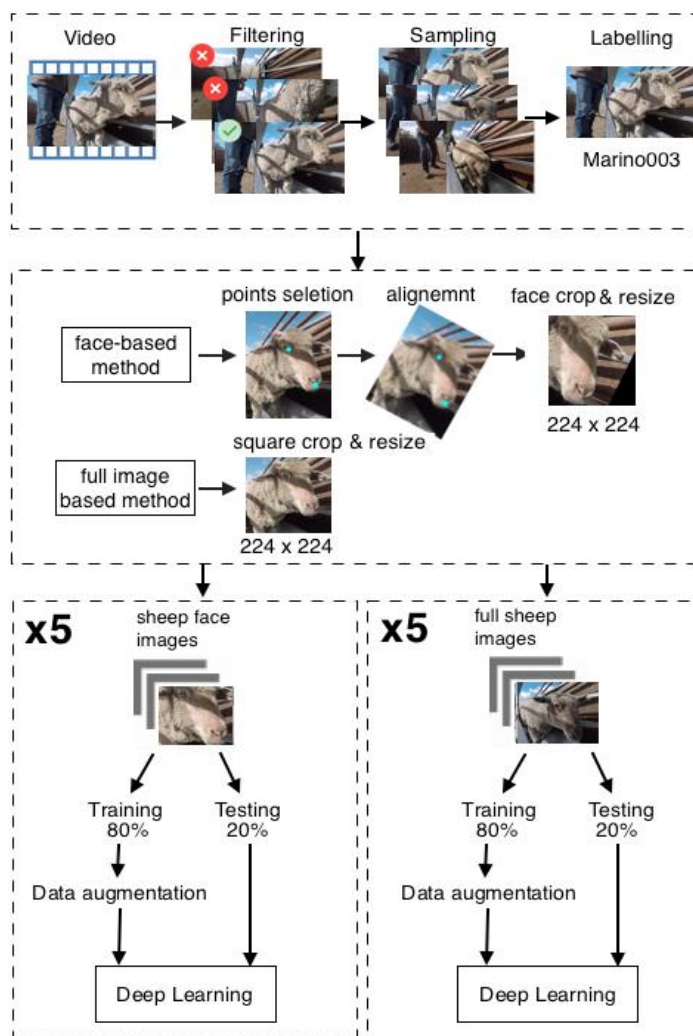 Video
Filtering
Sampling
Labelling
Marino003
points seletion
alignemnt
face crop & resize
face-based
method
224 x 224
square crop & resize
full image
based method
224 x 224
x5
sheep face
images
Training
80%
Testing
20%
Data augmentation
Deep Learning
x5
full sheep
images
Training
80%
Testing
20%
Data augmentation
Deep Learning